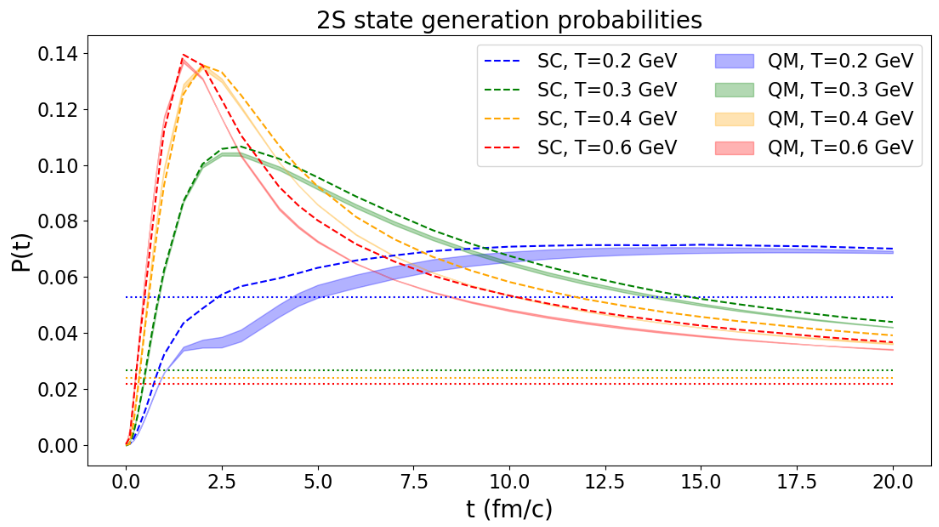 2S state generation probabilities
P(t)
0.14
0.12
0.10
0.08
0.06
0.04
0.02
0.00
SC, T=0.2 GeV
SC, T=0.3 GeV
SC, T=0.4 GeV
SC, T=0.6 GeV
QM, T=0.2 GeV
QM, T=0.3 GeV
QM, T=0.4 GeV
QM, T=0.6 GeV
0.0 2.5 5.0 7.5 10.0 12.5 15.0 17.5 20.0
t (fm/c)